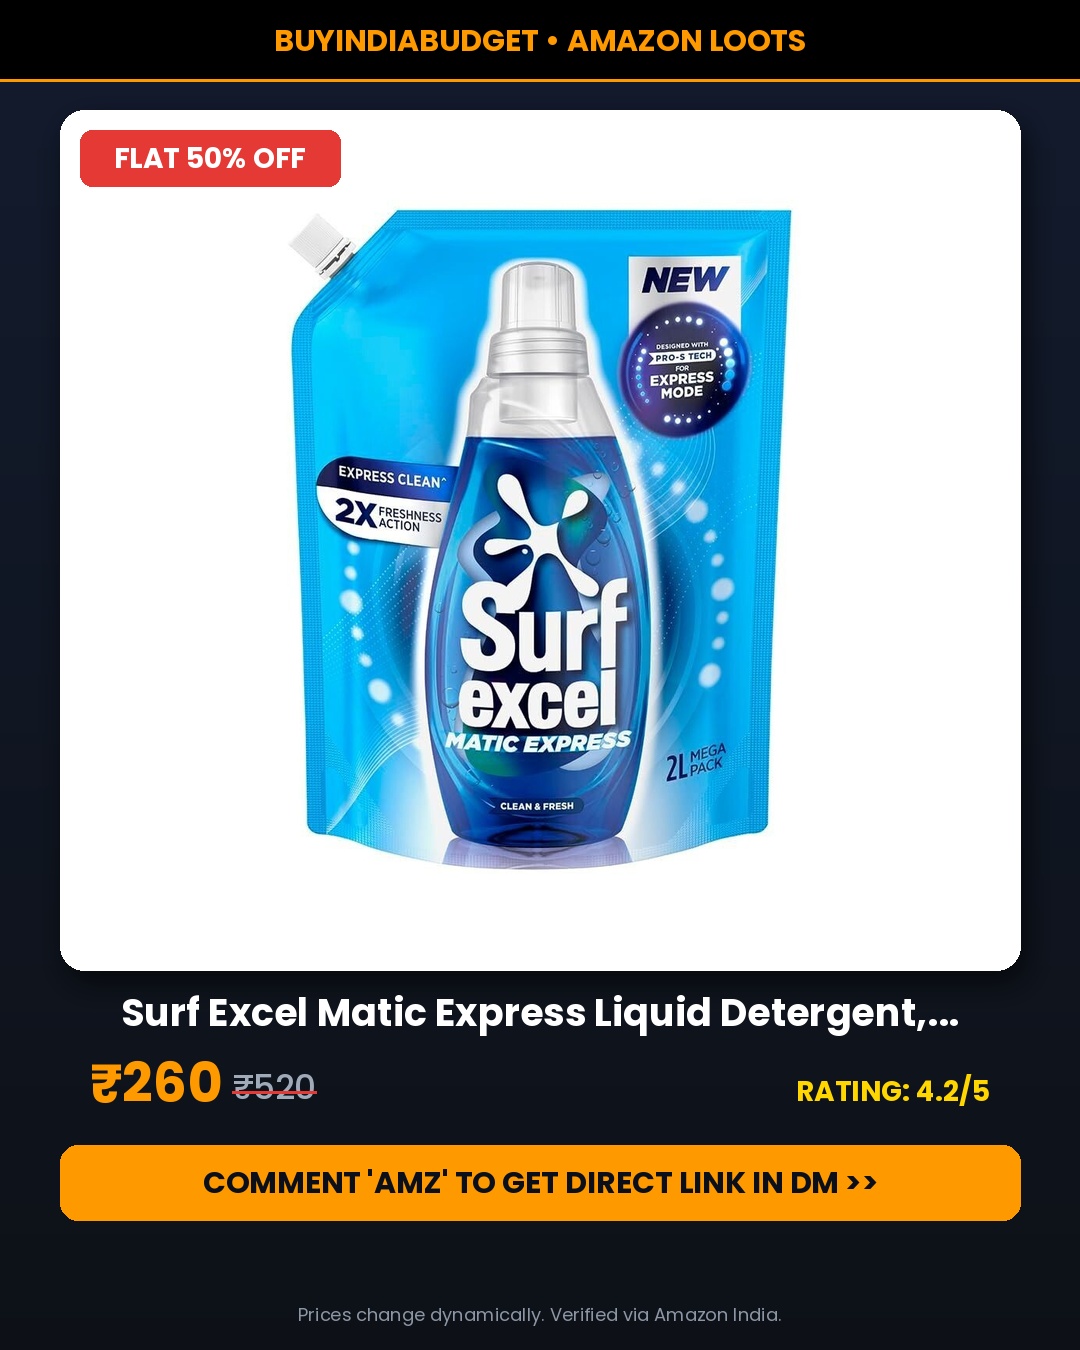 BUYINDIABUDGET • AMAZON LOOTS
FLAT 50% OFF
NEW
DESIGNED WITH
PRO-S TECH
FOR
EXPRESS
MODE
EXPRESS CLEAN^
2X FRESHNESS
ACTION
Surf
excel
MATIC EXPRESS
2L MEGA
PACK
CLEAN & FRESH
Surf Excel Matic Express Liquid Detergent,...
₹260 ₹520
RATING: 4.2/5
COMMENT 'AMZ' TO GET DIRECT LINK IN DM >>
Prices change dynamically. Verified via Amazon India.